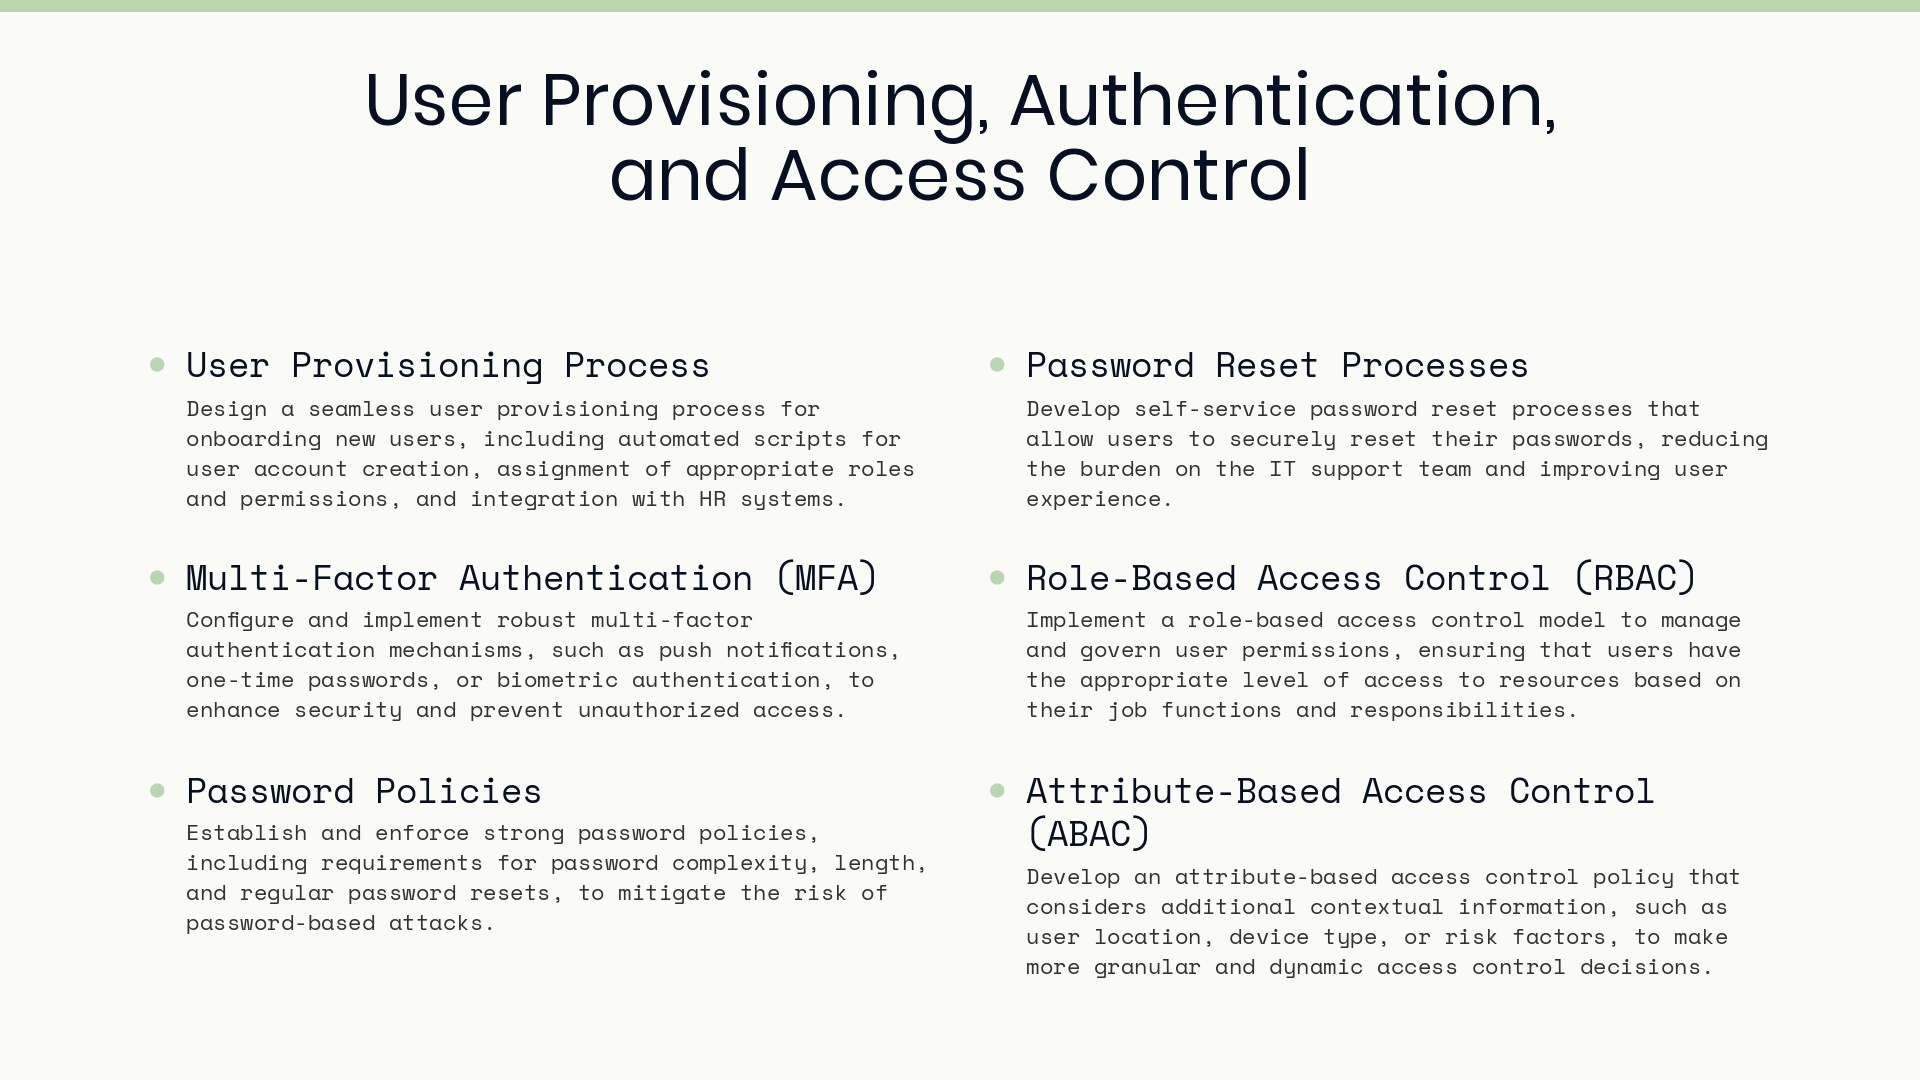 User Provisioning, Authentication,
and Access Control
User Provisioning Process
Design a seamless user provisioning process for
onboarding new users, including automated scripts for
user account creation, assignment of appropriate roles
and permissions, and integration with HR systems.
Multi-Factor Authentication (MFA)
Configure and implement robust multi-factor
authentication mechanisms, such as push notifications,
one-time passwords, or biometric authentication, to
enhance security and prevent unauthorized access.
Password Policies
Establish and enforce strong password policies,
including requirements for password complexity, length,
and regular password resets, to mitigate the risk of
password-based attacks.
Password Reset Processes
Develop self-service password reset processes that
allow users to securely reset their passwords, reducing
the burden on the IT support team and improving user
experience.
Role-Based Access Control (RBAC)
Implement a role-based access control model to manage
and govern user permissions, ensuring that users have
the appropriate level of access to resources based on
their job functions and responsibilities.
Attribute-Based Access Control
(ABAC)
Develop an attribute-based access control policy that
considers additional contextual information, such as
user location, device type, or risk factors, to make
more granular and dynamic access control decisions.